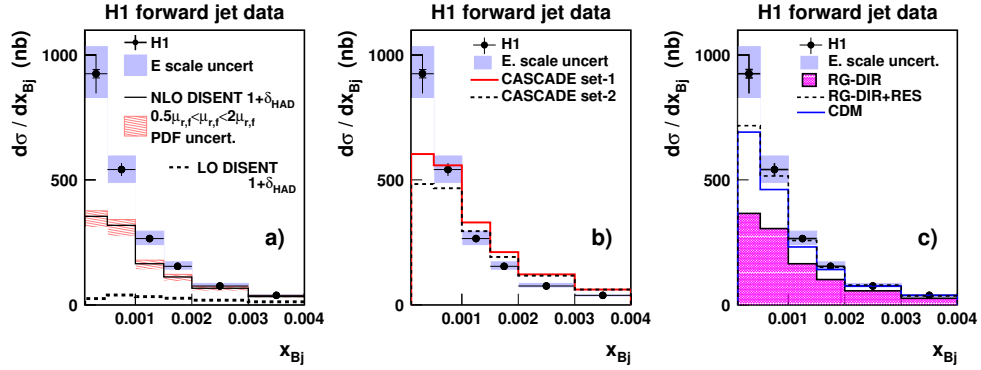 H1 forward jet data
dσ / dx_Bj (nb)
1000
500
0
H1
E scale uncert
NLO DISENT 1+δ_HAD
0.5μ_r,f<μ_r,f<2μ_r,f
PDF uncert.
LO DISENT
1+δ_HAD
a)
0.001 0.002 0.003 0.004
x_Bj
H1 forward jet data
dσ / dx_Bj (nb)
1000
500
0
H1
E. scale uncert
CASCADE set-1
CASCADE set-2
b)
0.001 0.002 0.003 0.004
x_Bj
H1 forward jet data
dσ / dx_Bj (nb)
1000
500
0
H1
E. scale uncert.
RG-DIR
RG-DIR+RES
CDM
c)
0.001 0.002 0.003 0.004
x_Bj